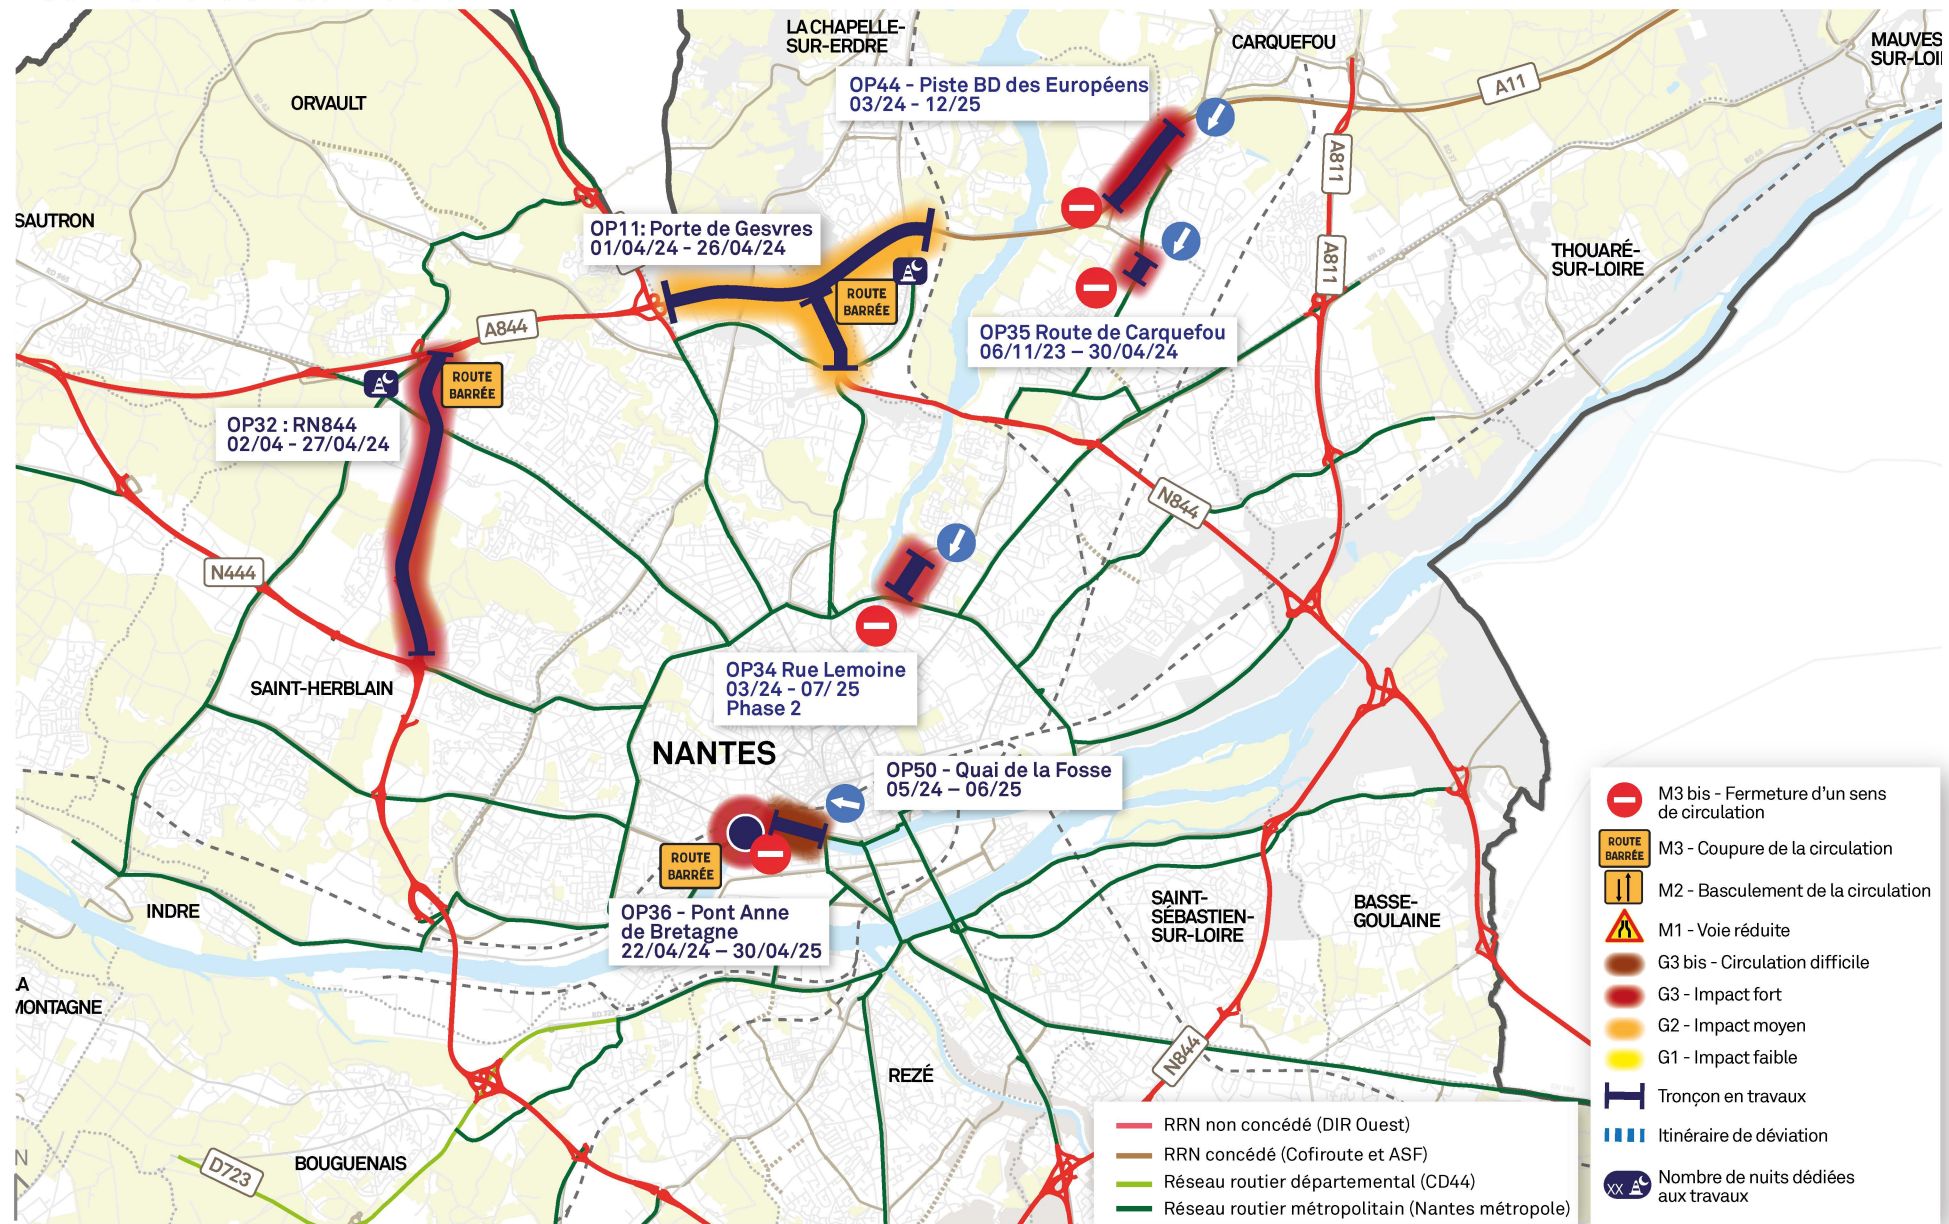 LA CHAPELLE-
SUR-ERDRE
CARQUEFOU
MAUVES
SUR-LOI
ORVAULT
OP44 - Piste BD des Européens
03/24 - 12/25
A11
A811
SAUTRON
OP11: Porte de Gesvres
01/04/24 - 26/04/24
A811
THOUARÉ-
SUR-LOIRE
ROUTE
BARRÉE
A844
OP35 Route de Carquefou
06/11/23 – 30/04/24
ROUTE
BARRÉE
OP32 : RN844
02/04 - 27/04/24
N844
N444
SAINT-HERBLAIN
OP34 Rue Lemoine
03/24 - 07/ 25
Phase 2
NANTES
OP50 - Quai de la Fosse
05/24 – 06/25
ROUTE
BARRÉE
INDRE
OP36 - Pont Anne
de Bretagne
22/04/24 – 30/04/25
SAINT-
SÉBASTIEN-
SUR-LOIRE
BASSE-
GOULAINE
LA
MONTAGNE
REZÉ
N844
BOUGUENAIS
D723
N
M3 bis - Fermeture d'un sens
de circulation
ROUTE
BARRÉE
M3 - Coupure de la circulation
M2 - Basculement de la circulation
M1 - Voie réduite
G3 bis - Circulation difficile
G3 - Impact fort
G2 - Impact moyen
G1 - Impact faible
Tronçon en travaux
Itinéraire de déviation
XX
Nombre de nuits dédiées
aux travaux
RRN non concédé (DIR Ouest)
RRN concédé (Cofiroute et ASF)
Réseau routier départemental (CD44)
Réseau routier métropolitain (Nantes métropole)